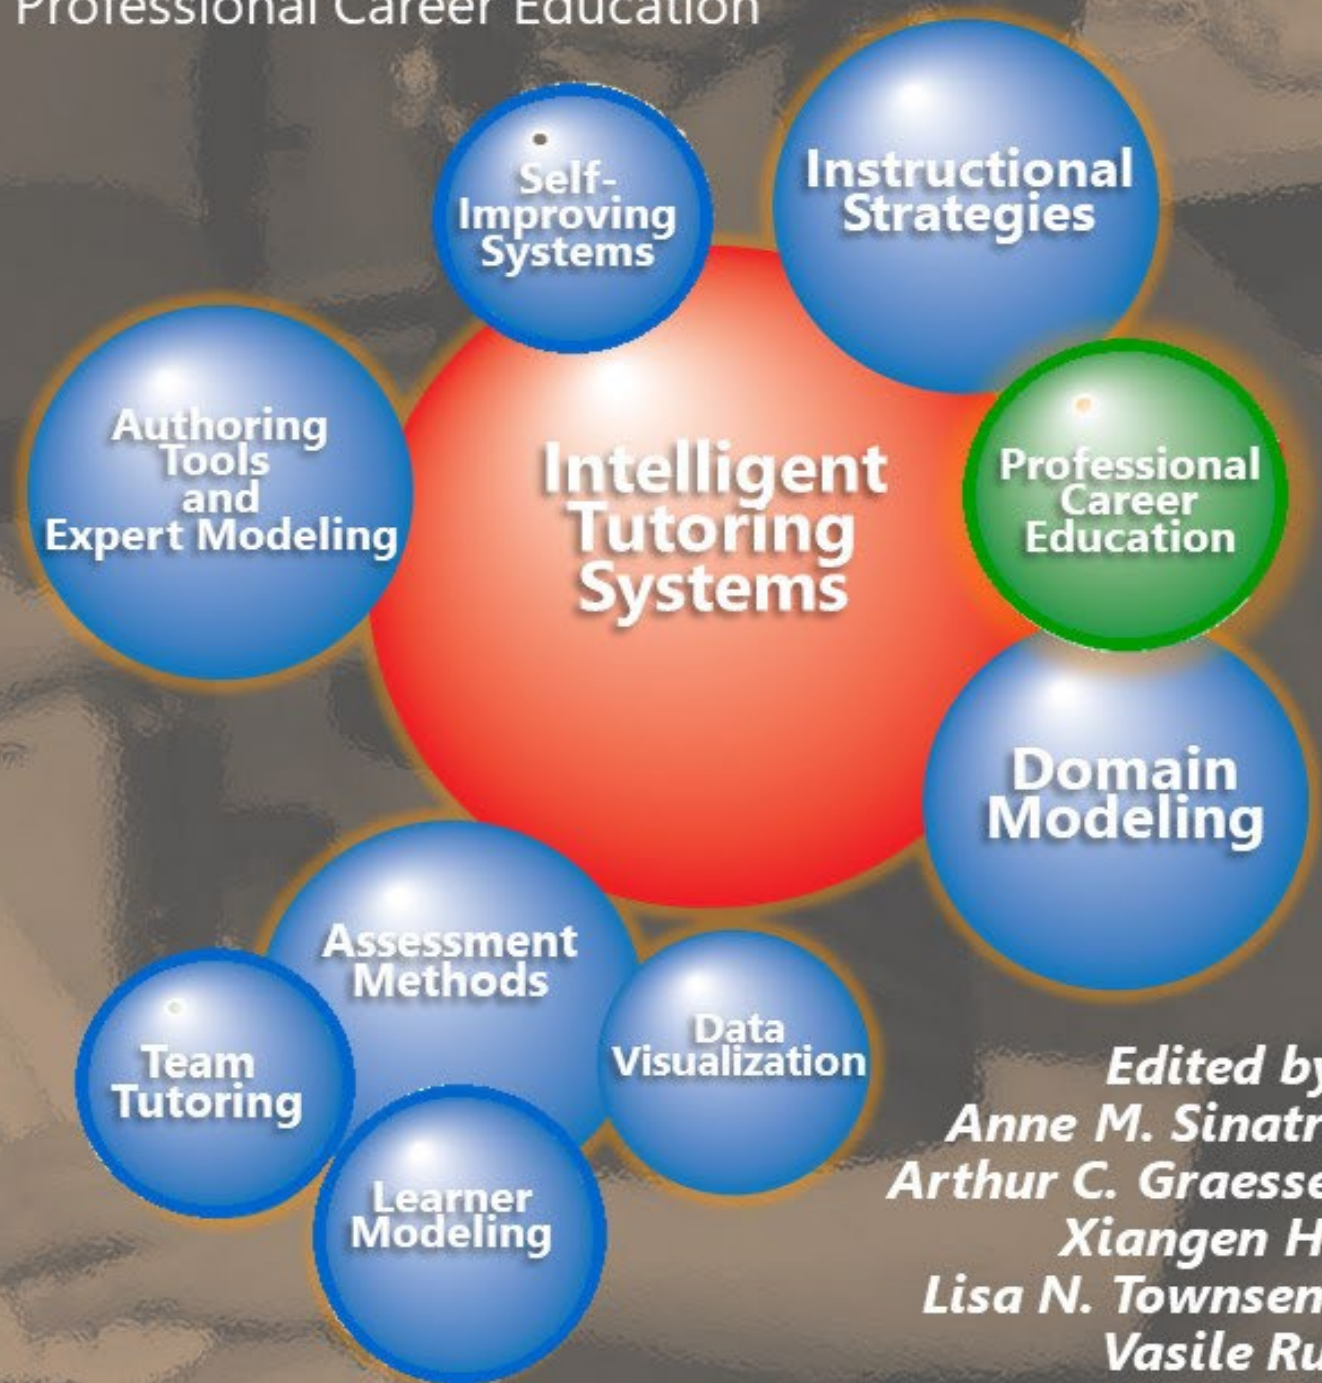 Professional Career Education
Self-
Improving
Systems
Instructional
Strategies
Authoring
Tools
and
Expert Modeling
Intelligent
Tutoring
Systems
Professional
Career
Education
Domain
Modeling
Assessment
Methods
Team
Tutoring
Data
Visualization
Learner
Modeling
Edited by
Anne M. Sinatr
Arthur C. Graesse
Xiangen H
Lisa N. Townsen
Vasile Ru